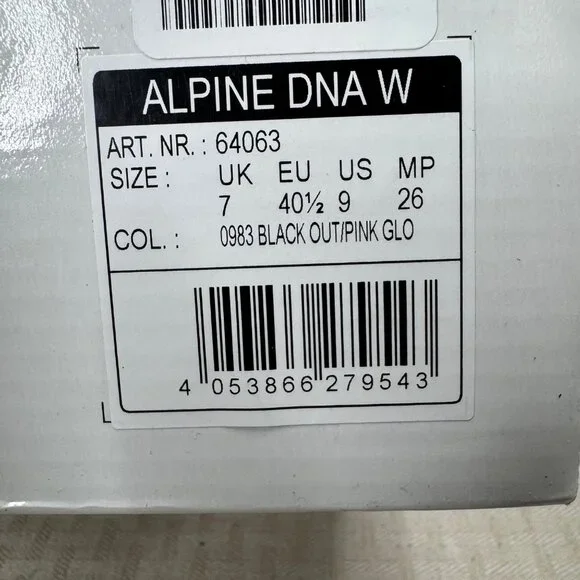 ALPINE DNA W
ART. NR. : 64063
SIZE : UK EU US MP
7 40½ 9 26
COL. : 0983 BLACK OUT/PINK GLO
4 053866 279543